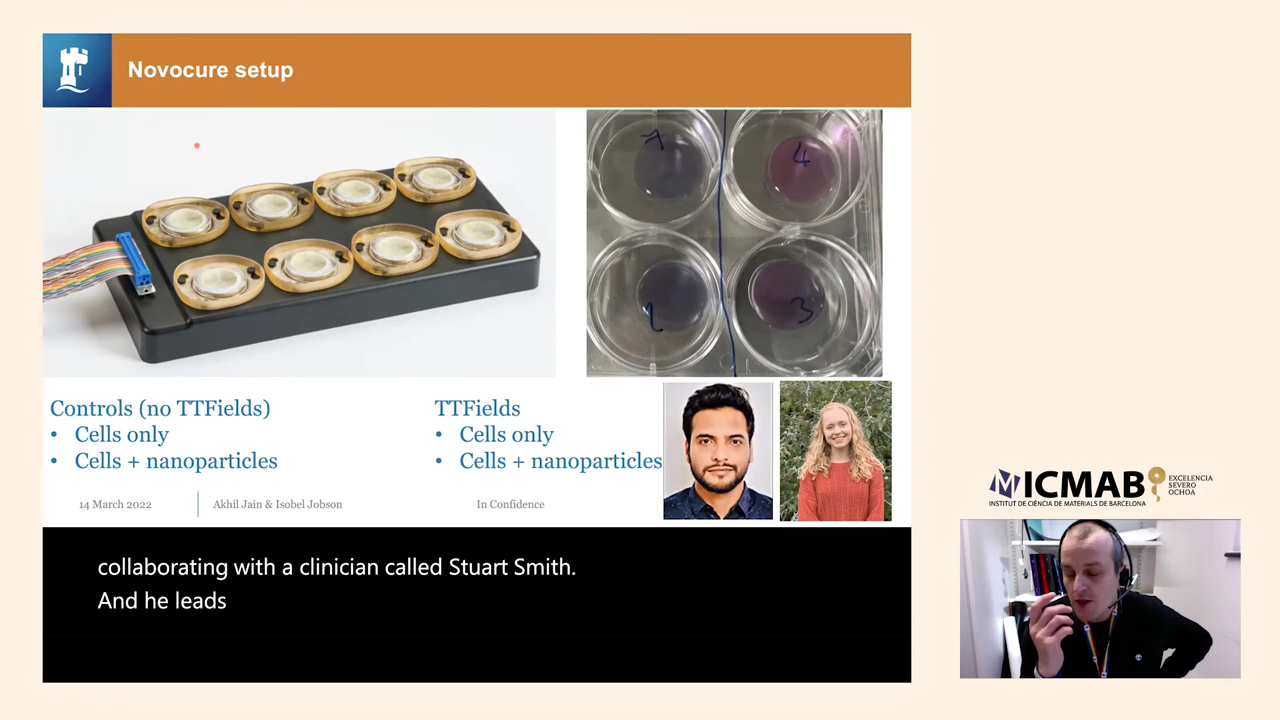 Novocure setup
1
4
2
3
Controls (no TTFields)
• Cells only
• Cells + nanoparticles
TTFields
• Cells only
• Cells + nanoparticles
14 March 2022
Akhil Jain & Isobel Jobson
In Confidence
collaborating with a clinician called Stuart Smith.
And he leads
ICMAB
INSTITUT DE CIÈNCIA DE MATERIALS DE BARCELONA
EXCELENCIA
SEVERO
OCHOA